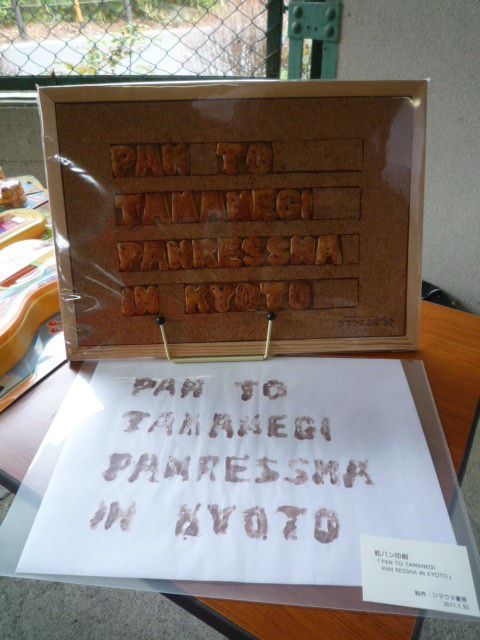 PAN TO
TAMANEGI
PANRESSHA
IN KYOTO
PAN TO
TAMANEGI
PANRESSHA
IN KYOTO
乾パン印刷
「PAN TO TAMANEGI
PAN RESSHA IN KYOTO」
制作：シマウマ書房
2011.1.30